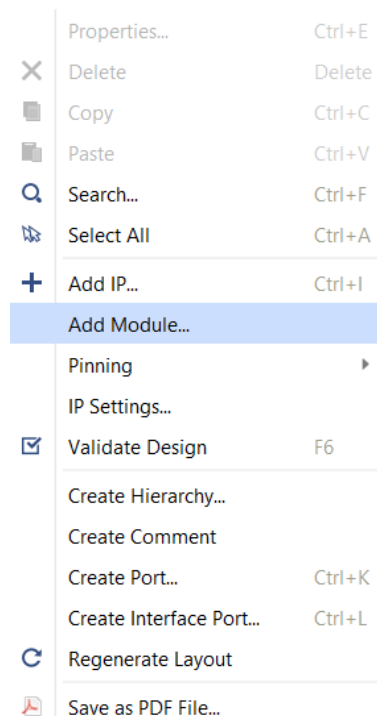 Properties... Ctrl+E
Delete Delete
Copy Ctrl+C
Paste Ctrl+V
Search... Ctrl+F
Select All Ctrl+A
Add IP... Ctrl+I
Add Module...
Pinning
IP Settings...
Validate Design F6
Create Hierarchy...
Create Comment
Create Port... Ctrl+K
Create Interface Port... Ctrl+L
Regenerate Layout
Save as PDF File...